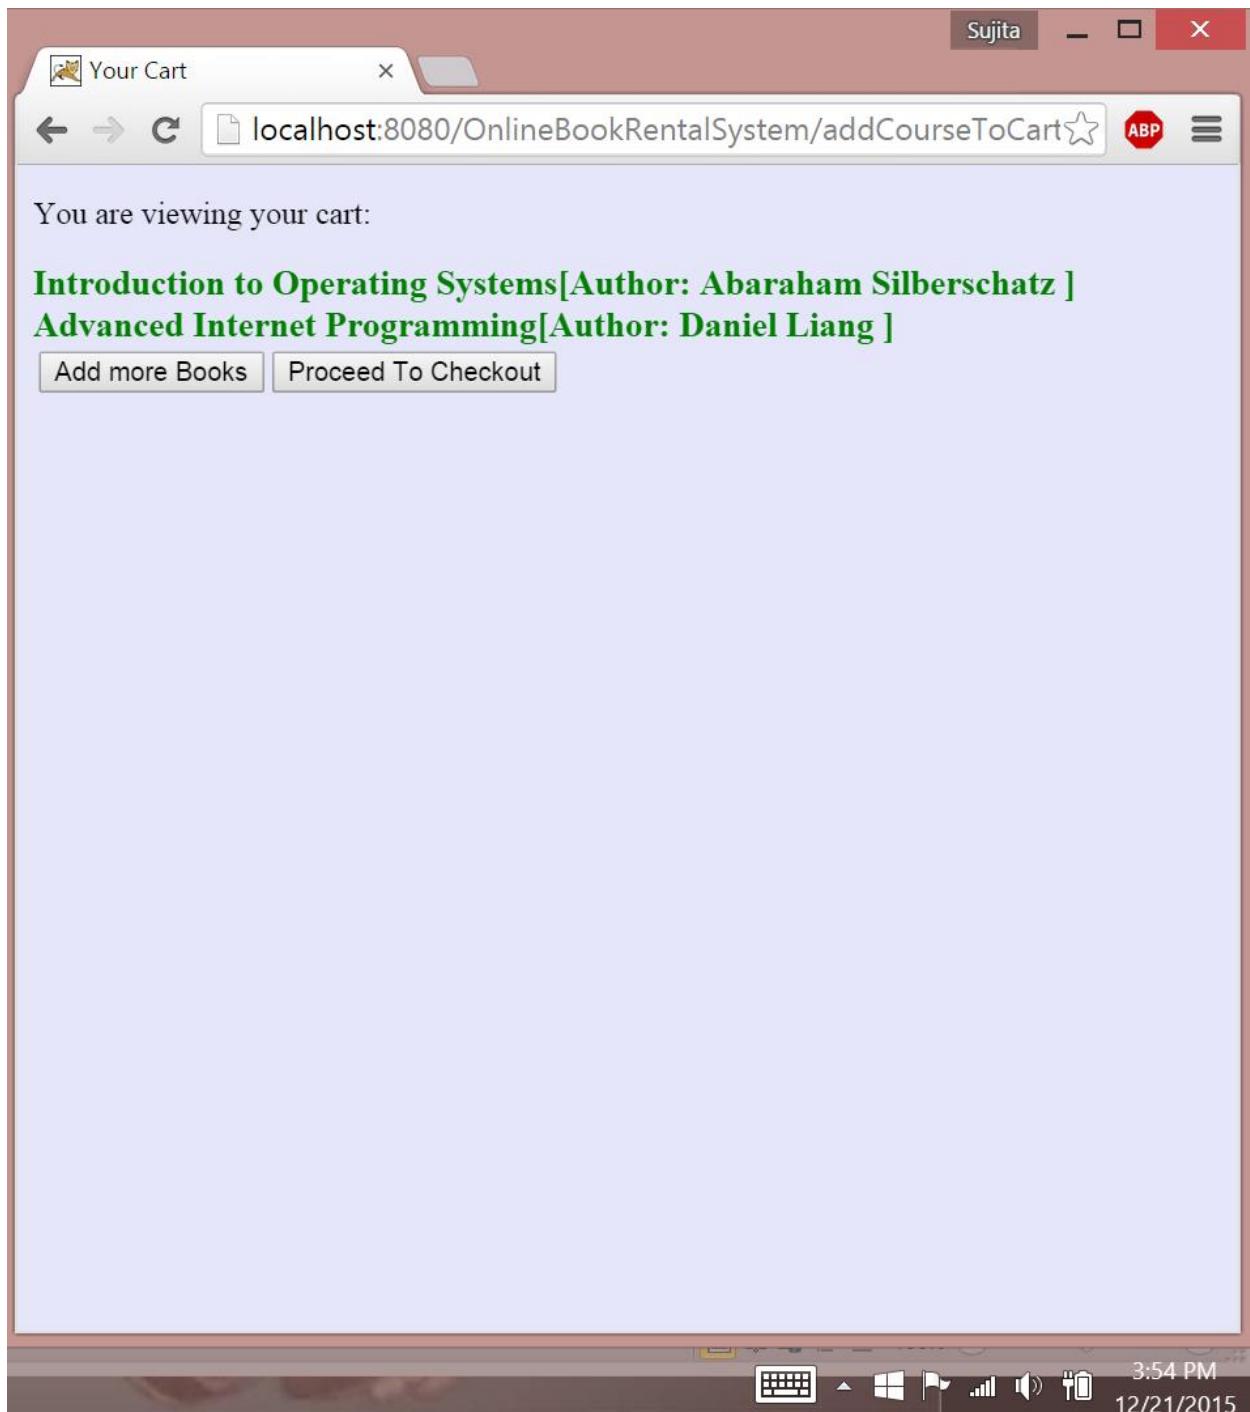 Sujita
Your Cart
localhost:8080/OnlineBookRentalSystem/addCourseToCart
ABP
You are viewing your cart:
Introduction to Operating Systems[Author: Abaraham Silberschatz ]
Advanced Internet Programming[Author: Daniel Liang ]
Add more Books Proceed To Checkout
3:54 PM
12/21/2015